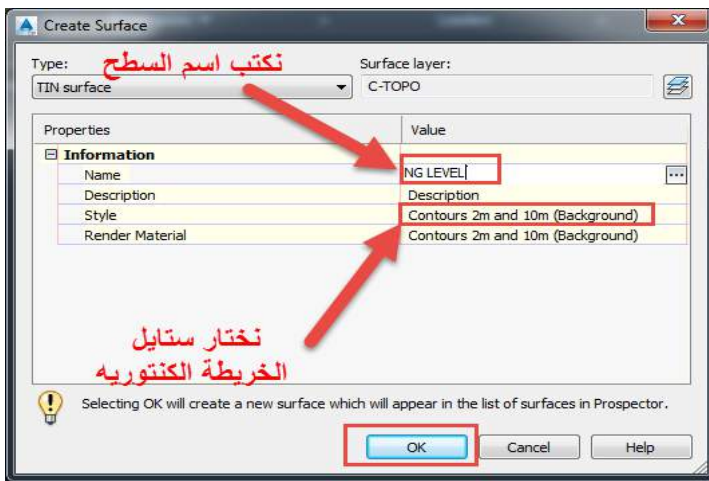 Create Surface
Type:
نكتب اسم السطح
Surface layer:
TIN surface
C-TOPO
Properties
Value
Information
Name
NG LEVEL
Description
Description
Style
Contours 2m and 10m (Background)
Render Material
Contours 2m and 10m (Background)
نختار ستايل
الخريطة الكنتوريه
Selecting OK will create a new surface which will appear in the list of surfaces in Prospector.
OK
Cancel
Help